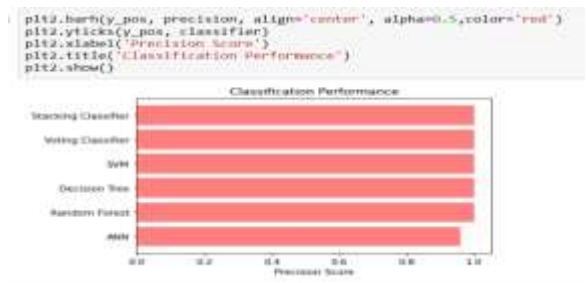 plt2.barh(y_pos, precision, align='center', alpha=0.5,color='red')
plt2.yticks(y_pos, classifier)
plt2.xlabel('Precision Score')
plt2.title('Classification Performance')
plt2.show()
Classification Performance
Stacking Classifier
Voting Classifier
SVM
Decision Tree
Random Forest
ANN
0.0 0.2 0.4 0.6 0.8 1.0
Precision Score